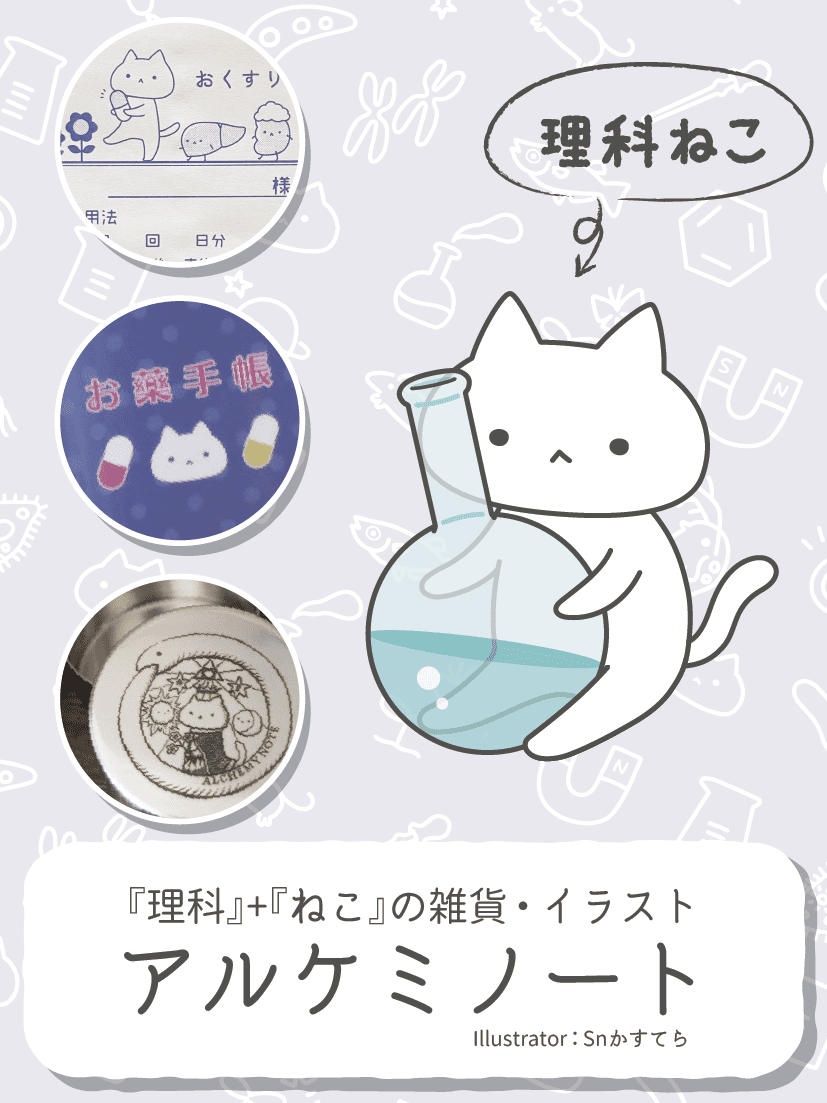 おくすり
様
用法
回 日分
お薬手帳
ALCHEMY NOTE
理科ねこ
S N
N
『理科』+『ねこ』の雑貨・イラスト
アルケミノート
Illustrator：Snかすてら